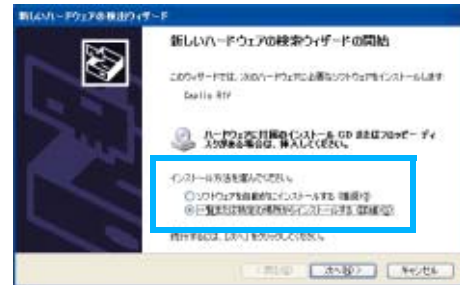 新しいハードウェアの検出ウィザード
新しいハードウェアの検索ウィザードの開始
このウィザードでは、次のハードウェアに必要なソフトウェアをインストールします
Caplio
ハードウェアに付属のインストール CD またはフロッピー ディ
スクがある場合は、挿入してください。
インストール方法を選んでください。
ソフトウェアを自動的にインストールする (推奨)(I)
一覧または特定の場所からインストールする (詳細)(S)
続行するには、[次へ] をクリックしてください。
< 戻る(B)
次へ(N) >
キャンセル